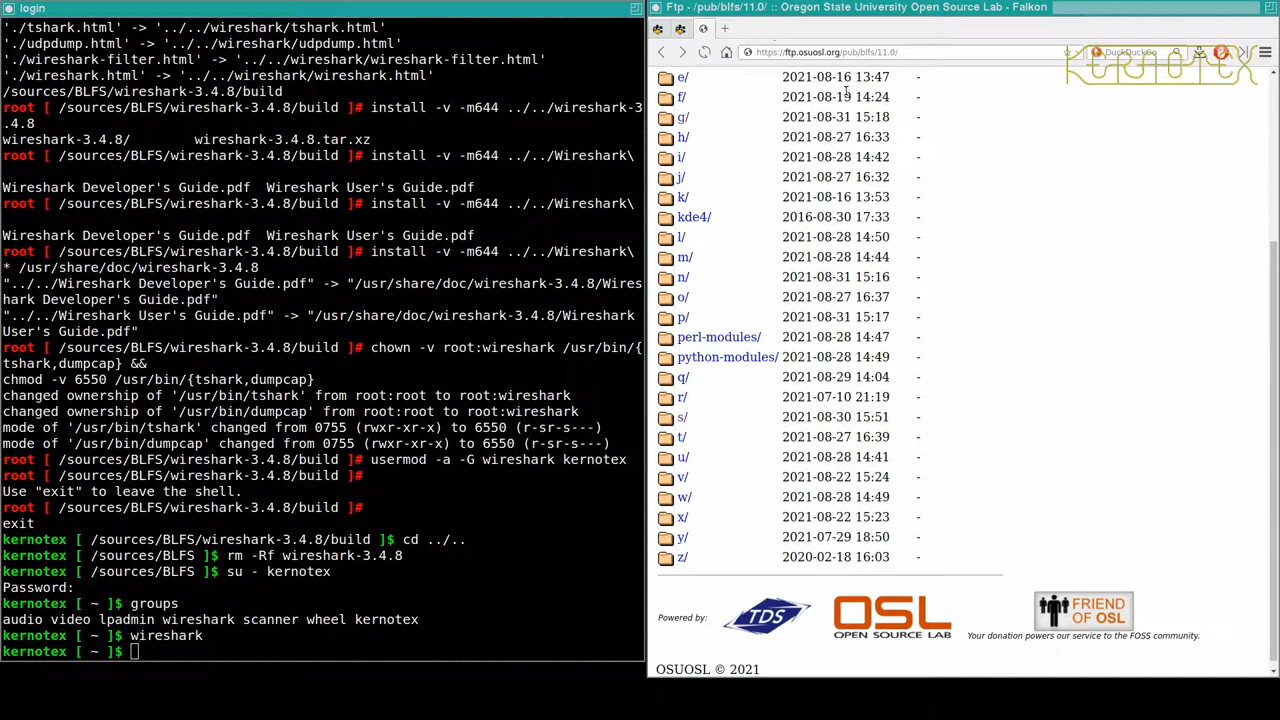 login
'./tshark.html' -> '../../wireshark/tshark.html'
'./udpdump.html' -> '../../wireshark/udpdump.html'
'./wireshark-filter.html' -> '../../wireshark/wireshark-filter.html'
'./wireshark.html' -> '../../wireshark/wireshark.html'
/sources/BLFS/wireshark-3.4.8/build
root [ /sources/BLFS/wireshark-3.4.8/build ]# install -v -m644 ../../wireshark-3
.4.8
wireshark-3.4.8/ wireshark-3.4.8.tar.xz
root [ /sources/BLFS/wireshark-3.4.8/build ]# install -v -m644 ../../Wireshark\
Wireshark Developer's Guide.pdf Wireshark User's Guide.pdf
root [ /sources/BLFS/wireshark-3.4.8/build ]# install -v -m644 ../../Wireshark\
Wireshark Developer's Guide.pdf Wireshark User's Guide.pdf
root [ /sources/BLFS/wireshark-3.4.8/build ]# install -v -m644 ../../Wireshark\
* /usr/share/doc/wireshark-3.4.8
"../../Wireshark Developer's Guide.pdf" -> "/usr/share/doc/wireshark-3.4.8/Wires
hark Developer's Guide.pdf"
"../../Wireshark User's Guide.pdf" -> "/usr/share/doc/wireshark-3.4.8/Wireshark
User's Guide.pdf"
root [ /sources/BLFS/wireshark-3.4.8/build ]# chown -v root:wireshark /usr/bin/{
tshark,dumpcap} &&
chmod -v 6550 /usr/bin/{tshark,dumpcap}
changed ownership of '/usr/bin/tshark' from root:root to root:wireshark
changed ownership of '/usr/bin/dumpcap' from root:root to root:wireshark
mode of '/usr/bin/tshark' changed from 0755 (rwxr-xr-x) to 6550 (r-sr-s---)
mode of '/usr/bin/dumpcap' changed from 0755 (rwxr-xr-x) to 6550 (r-sr-s---)
root [ /sources/BLFS/wireshark-3.4.8/build ]# usermod -a -G wireshark kernotex
root [ /sources/BLFS/wireshark-3.4.8/build ]#
Use "exit" to leave the shell.
root [ /sources/BLFS/wireshark-3.4.8/build ]#
exit
kernotex [ /sources/BLFS/wireshark-3.4.8/build ]$ cd ../..
kernotex [ /sources/BLFS ]$ rm -Rf wireshark-3.4.8
kernotex [ /sources/BLFS ]$ su - kernotex
Password:
kernotex [ ~ ]$ groups
audio video lpadmin wireshark scanner wheel kernotex
kernotex [ ~ ]$ wireshark
kernotex [ ~ ]$
Ftp - /pub/blfs/11.0/ :: Oregon State University Open Source Lab - Falkon
https://ftp.osuosl.org/pub/blfs/11.0/ DuckDuckGo
KERNOTEX
e/ 2021-08-16 13:47 -
f/ 2021-08-19 14:24 -
g/ 2021-08-31 15:18 -
h/ 2021-08-27 16:33 -
i/ 2021-08-28 14:42 -
j/ 2021-08-27 16:32 -
k/ 2021-08-16 13:53 -
kde4/ 2016-08-30 17:33 -
l/ 2021-08-28 14:50 -
m/ 2021-08-28 14:44 -
n/ 2021-08-31 15:16 -
o/ 2021-08-27 16:37 -
p/ 2021-08-31 15:17 -
perl-modules/ 2021-08-28 14:47 -
python-modules/ 2021-08-28 14:49 -
q/ 2021-08-29 14:04 -
r/ 2021-07-10 21:19 -
s/ 2021-08-30 15:51 -
t/ 2021-08-27 16:39 -
u/ 2021-08-28 14:41 -
v/ 2021-08-22 15:24 -
w/ 2021-08-28 14:49 -
x/ 2021-08-22 15:23 -
y/ 2021-07-29 18:50 -
z/ 2020-02-18 16:03 -
Powered by:
TDS
OSL
OPEN SOURCE LAB
FRIEND
OF OSL
Your donation powers our service to the FOSS community.
OSUOSL © 2021